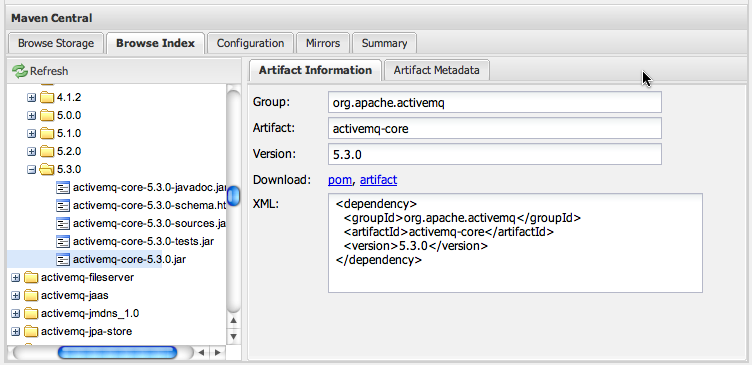 Maven Central
Browse Storage Browse Index Configuration Mirrors Summary
Refresh
4.1.2
5.0.0
5.1.0
5.2.0
5.3.0
activemq-core-5.3.0-javadoc.jar
activemq-core-5.3.0-schema.ht
activemq-core-5.3.0-sources.ja
activemq-core-5.3.0-tests.jar
activemq-core-5.3.0.jar
activemq-fileserver
activemq-jaas
activemq-jmdns_1.0
activemq-jpa-store
Artifact Information Artifact Metadata
Group: org.apache.activemq
Artifact: activemq-core
Version: 5.3.0
Download: pom, artifact
XML: <dependency>
<groupId>org.apache.activemq</groupId>
<artifactId>activemq-core</artifactId>
<version>5.3.0</version>
</dependency>